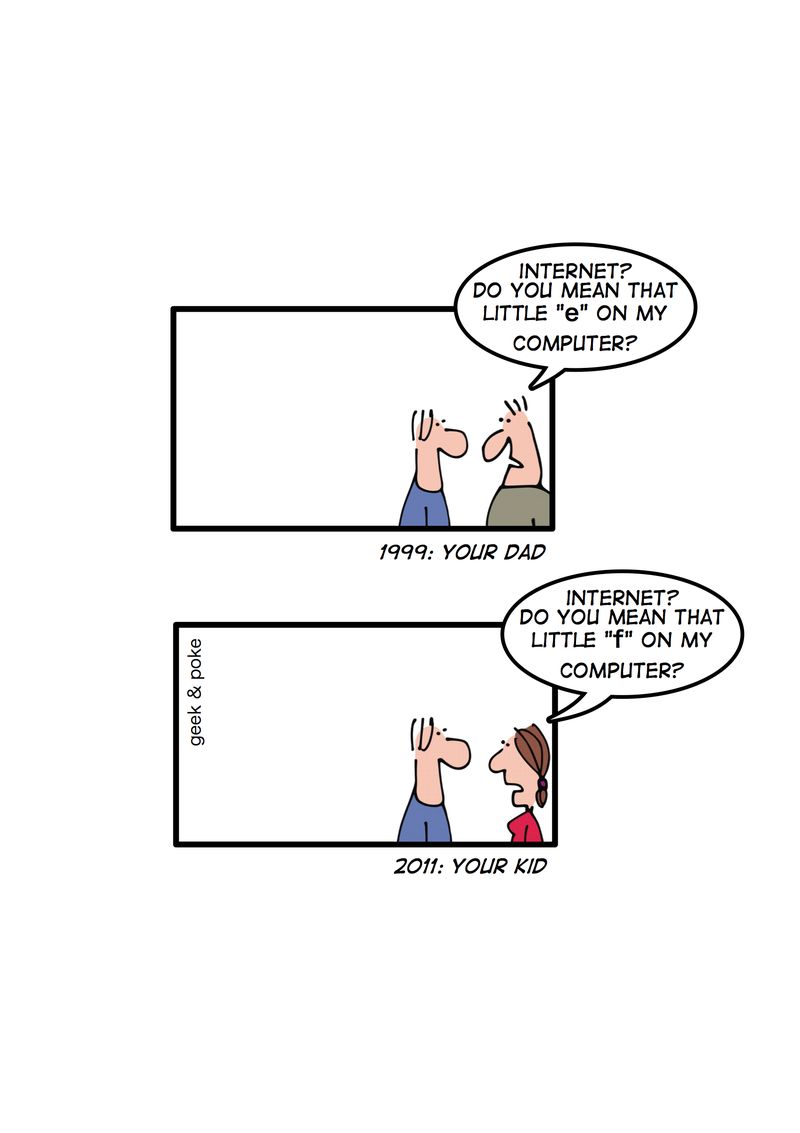 INTERNET?
DO YOU MEAN THAT
LITTLE "e" ON MY
COMPUTER?
1999: YOUR DAD
INTERNET?
DO YOU MEAN THAT
LITTLE "f" ON MY
COMPUTER?
geek & poke
2011: YOUR KID